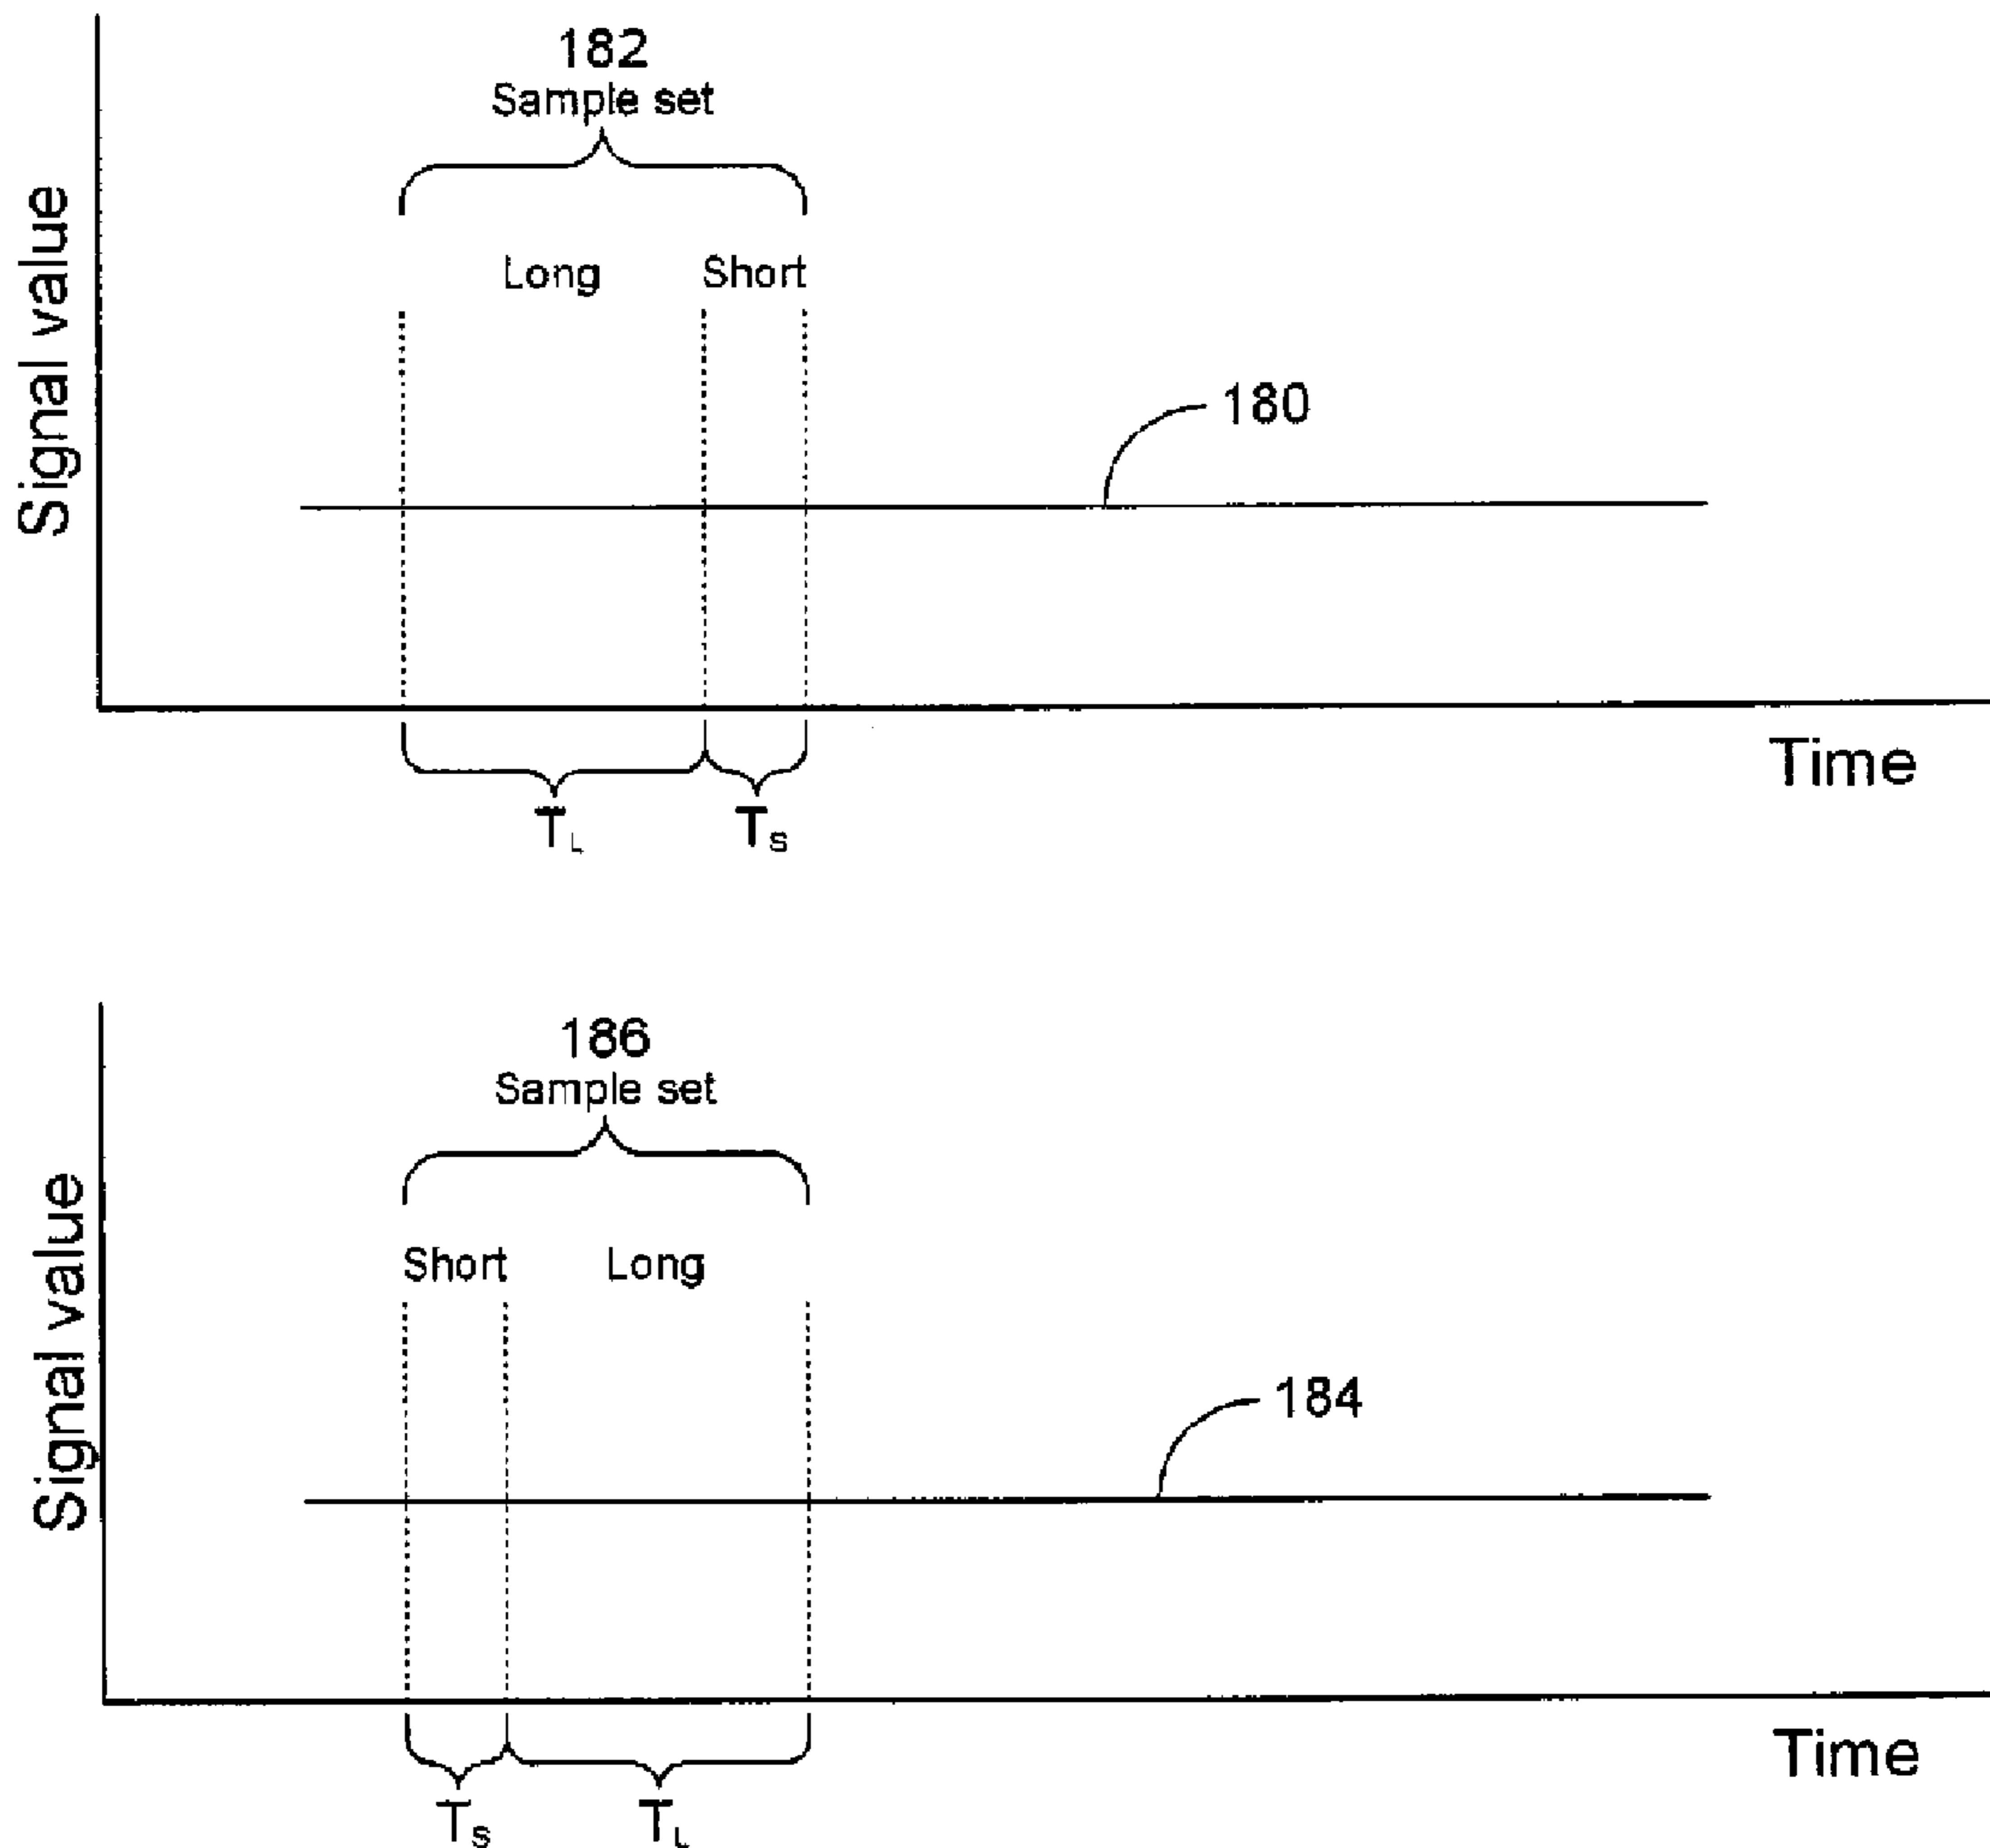 182
Sample set
Long Short
Signal value
180
Time
TL TS
186
Sample set
Short Long
Signal value
184
Time
TS TL